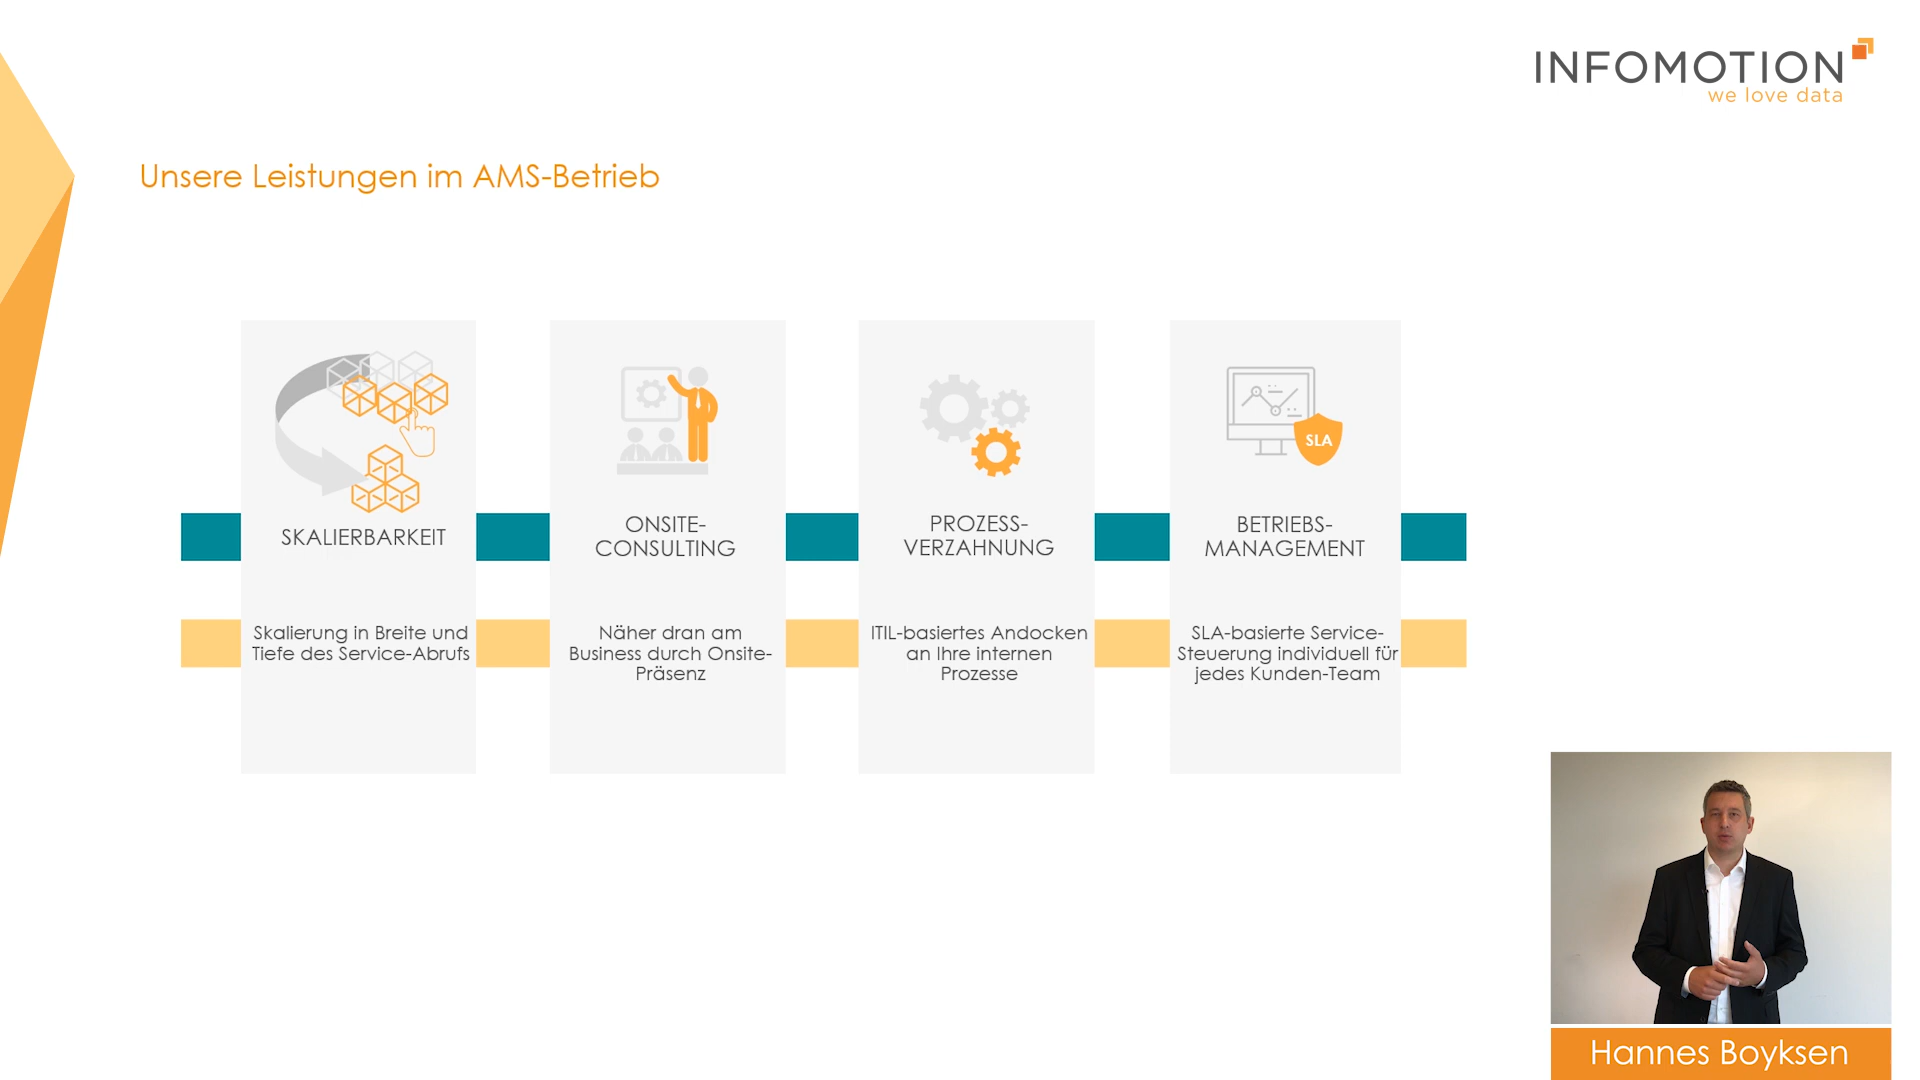 INFOMOTION
we love data
Unsere Leistungen im AMS-Betrieb
SKALIERBARKEIT
Skalierung in Breite und
Tiefe des Service-Abrufs
ONSITE-
CONSULTING
Näher dran am
Business durch Onsite-
Präsenz
PROZESS-
VERZAHNUNG
ITIL-basiertes Andocken
an Ihre internen
Prozesse
SLA
BETRIEBS-
MANAGEMENT
SLA-basierte Service-
Steuerung individuell für
jedes Kunden-Team
Hannes Boyksen